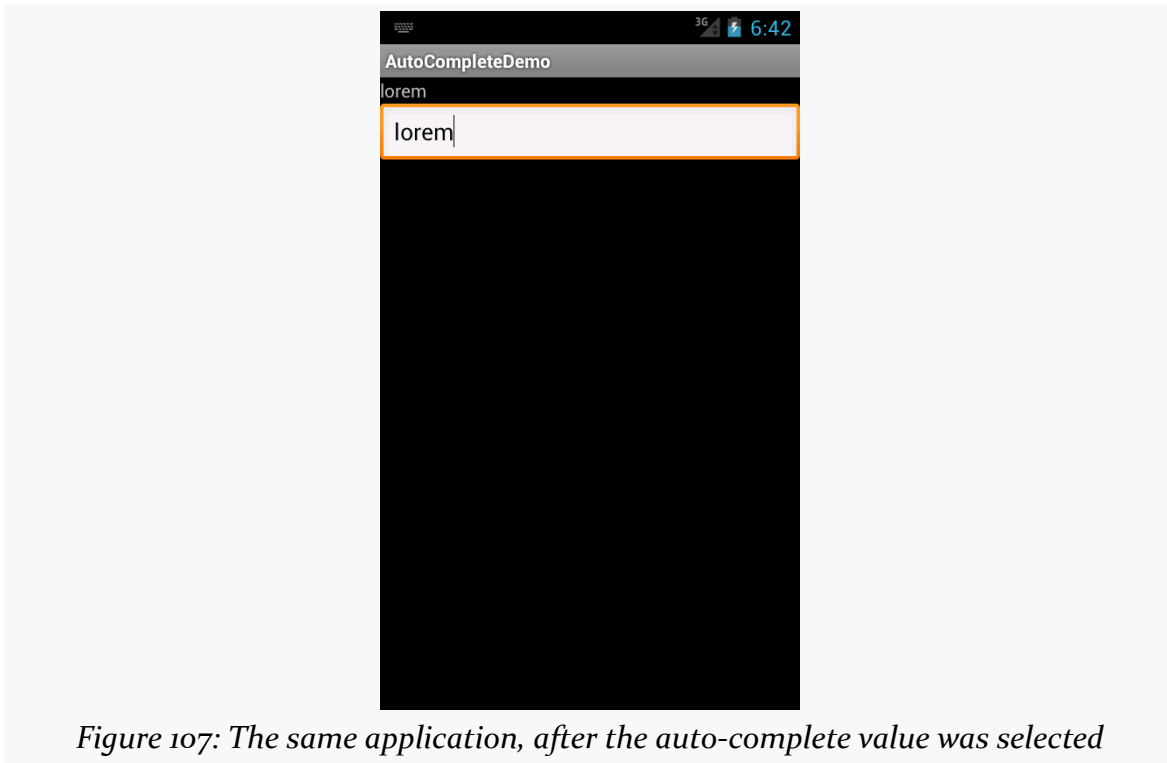 3G 6:42
AutoCompleteDemo
lorem
lorem
Figure 107: The same application, after the auto-complete value was selected